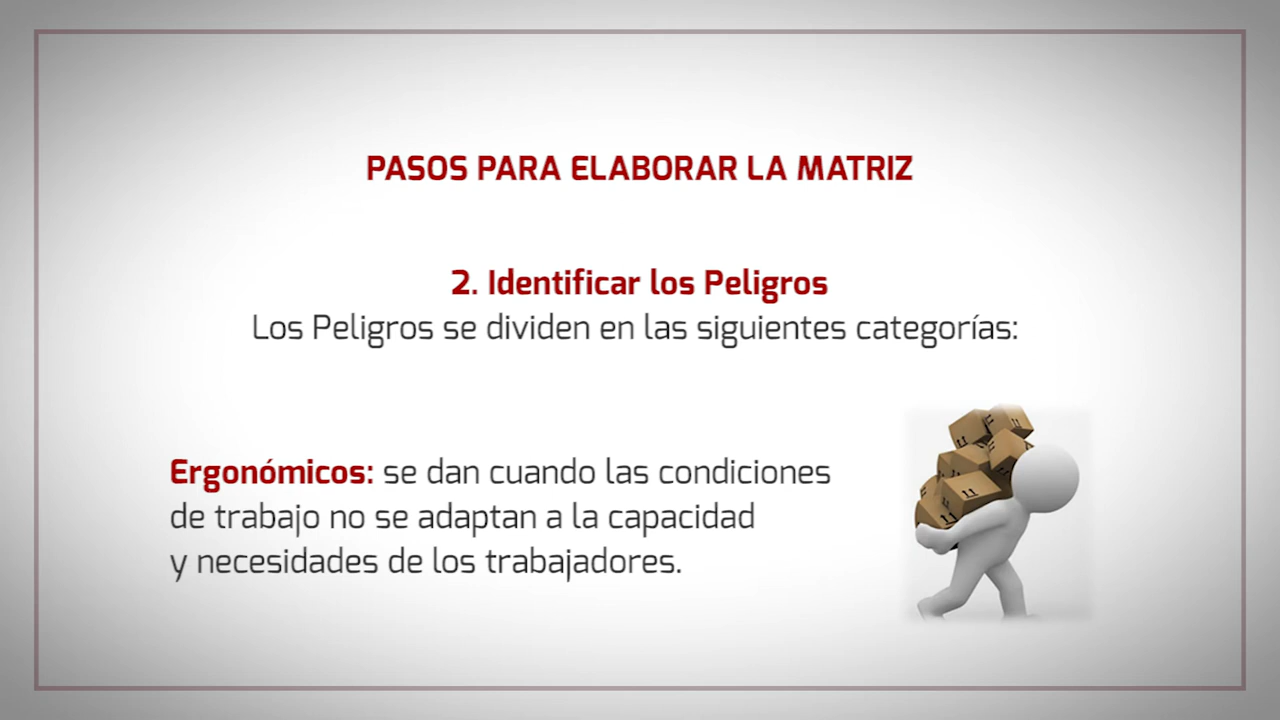 PASOS PARA ELABORAR LA MATRIZ
2. Identificar los Peligros
Los Peligros se dividen en las siguientes categorías:
Ergonómicos: se dan cuando las condiciones
de trabajo no se adaptan a la capacidad
y necesidades de los trabajadores.